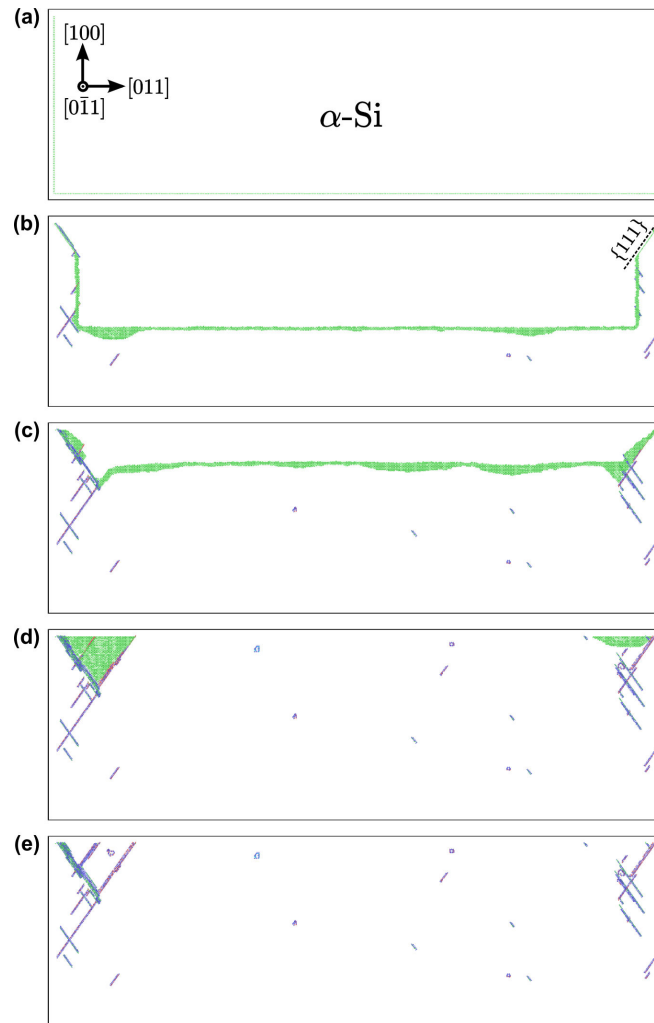 (a)
[100]
[011]
[01̄1]
α-Si
(b)
{111}
(c)
(d)
(e)